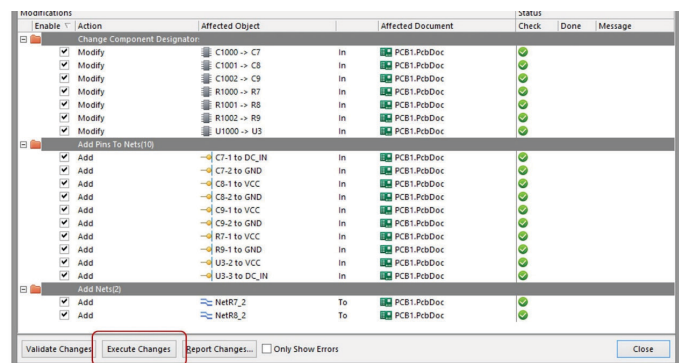 Modifications Status
Enable Action Affected Object Affected Document Check Done Message
Change Component Designator:
Modify C1000 -> C7 In PCB1.PcbDoc
Modify C1001 -> C8 In PCB1.PcbDoc
Modify C1002 -> C9 In PCB1.PcbDoc
Modify R1000 -> R7 In PCB1.PcbDoc
Modify R1001 -> R8 In PCB1.PcbDoc
Modify R1002 -> R9 In PCB1.PcbDoc
Modify U1000 -> U3 In PCB1.PcbDoc
Add Pins To Nets(10)
Add C7-1 to DC_IN In PCB1.PcbDoc
Add C7-2 to GND In PCB1.PcbDoc
Add C8-1 to VCC In PCB1.PcbDoc
Add C8-2 to GND In PCB1.PcbDoc
Add C9-1 to VCC In PCB1.PcbDoc
Add C9-2 to GND In PCB1.PcbDoc
Add R7-1 to VCC In PCB1.PcbDoc
Add R9-1 to GND In PCB1.PcbDoc
Add U3-2 to VCC In PCB1.PcbDoc
Add U3-3 to DC_IN In PCB1.PcbDoc
Add Nets(2)
Add NetR7_2 To PCB1.PcbDoc
Add NetR8_2 To PCB1.PcbDoc
Validate Changes Execute Changes Report Changes... Only Show Errors Close